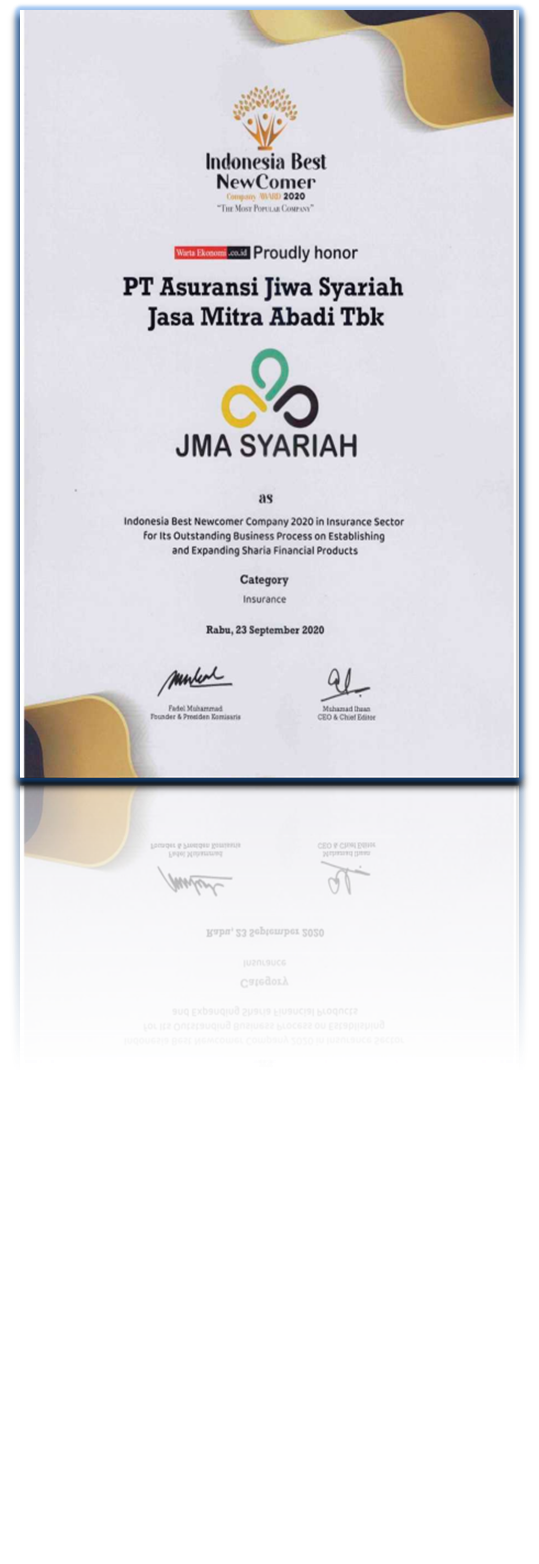 Indonesia Best
NewComer
Company AWARD 2020
"The Most Popular Company"
Warta Ekonomi .co.id Proudly honor
PT Asuransi Jiwa Syariah
Jasa Mitra Abadi Tbk
JMA SYARIAH
as
Indonesia Best Newcomer Company 2020 in Insurance Sector
for Its Outstanding Business Process on Establishing
and Expanding Sharia Financial Products
Category
Insurance
Rabu, 23 September 2020
Fadel Muhammad
Founder & Presiden Komisaris
Muhamad Ihsan
CEO & Chief Editor